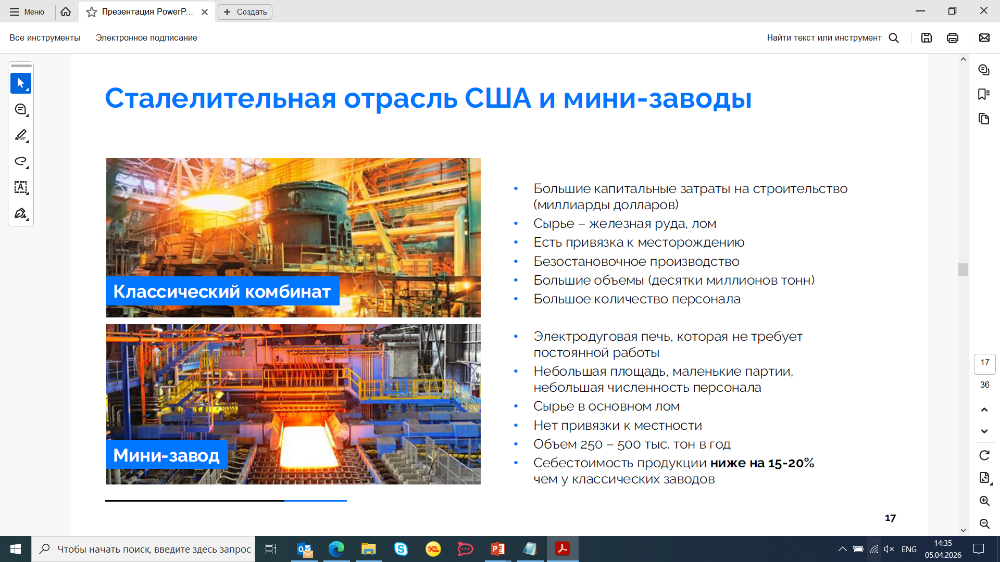 Меню
Презентация PowerP...
Создать
Все инструменты
Электронное подписание
Найти текст или инструмент
Сталелительная отрасль США и мини-заводы
Классический комбинат
• Большие капитальные затраты на строительство
(миллиарды долларов)
• Сырье – железная руда, лом
• Есть привязка к месторождению
• Безостановочное производство
• Большие объемы (десятки миллионов тонн)
• Большое количество персонала
Мини-завод
• Электродуговая печь, которая не требует
постоянной работы
• Небольшая площадь, маленькие партии,
небольшая численность персонала
• Сырье в основном лом
• Нет привязки к местности
• Объем 250 – 500 тыс. тон в год
• Себестоимость продукции ниже на 15-20%
чем у классических заводов
17
17
36
Чтобы начать поиск, введите здесь запрос
ENG
14:35
05.04.2026